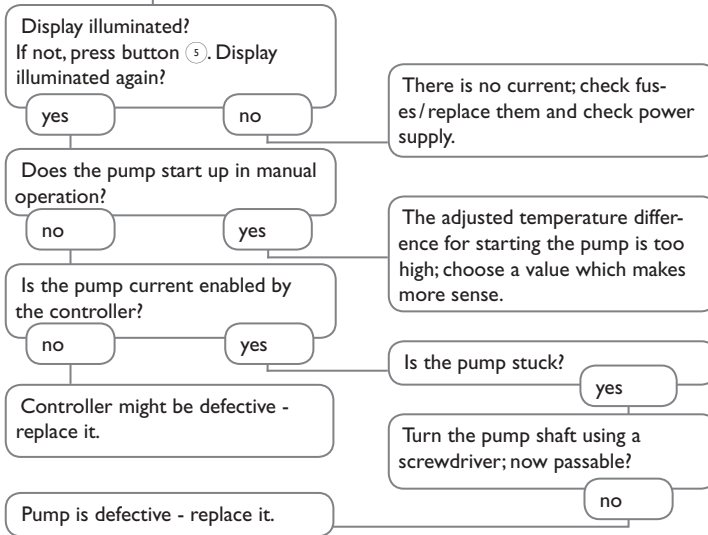 Display illuminated?
If not, press button 5. Display
illuminated again?
yes
no
There is no current; check fus-
es/replace them and check power
supply.
Does the pump start up in manual
operation?
no
yes
The adjusted temperature differ-
ence for starting the pump is too
high; choose a value which makes
more sense.
Is the pump current enabled by
the controller?
no
yes
Is the pump stuck?
yes
Controller might be defective -
replace it.
Turn the pump shaft using a
screwdriver; now passable?
no
Pump is defective - replace it.